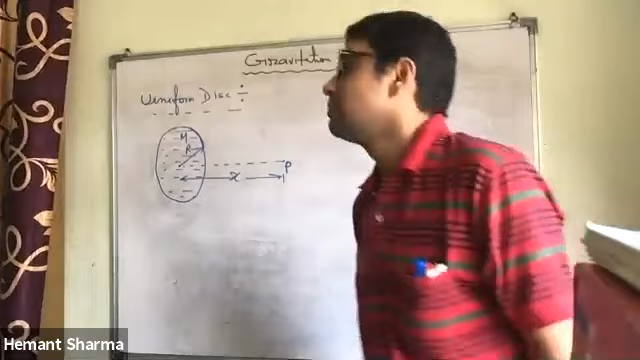 Gravitation
Uniform Disc ÷
M
R
P
x
Hemant Sharma